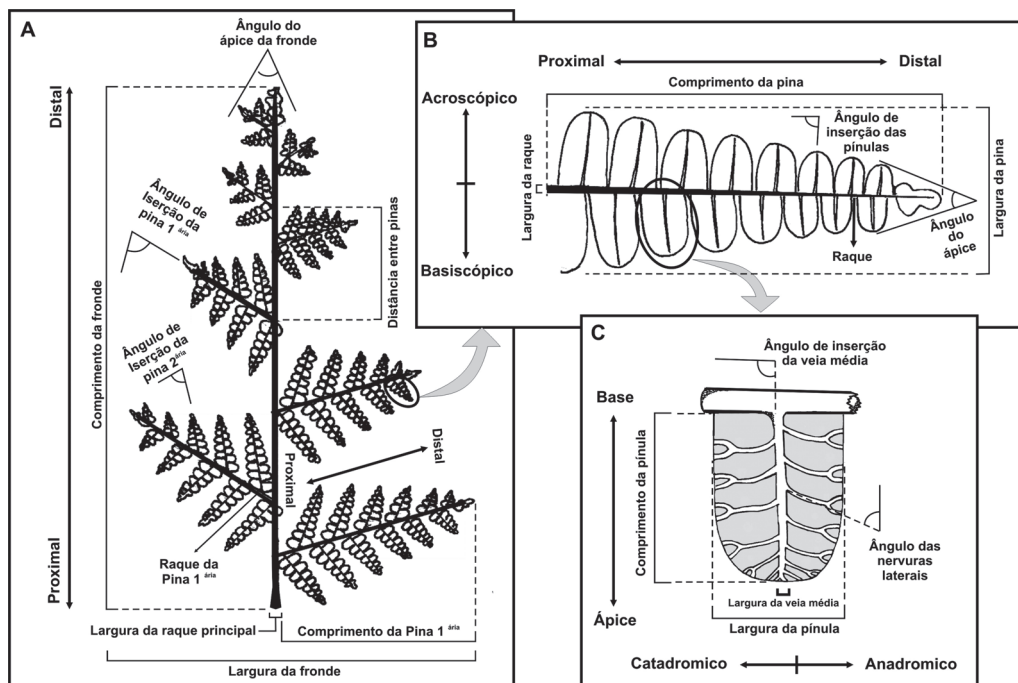 A
Ângulo do
ápice da fronde
Distal
Proximal
Comprimento da fronde
Ângulo de
Iserção da
pina 1 ária
Distância entre pinas
Ângulo de
Iserção da
pina 2 ária
Distal
Proximal
Raque da
Pina 1 ária
Largura da raque principal
Comprimento da Pina 1 ária
Largura da fronde
B
Proximal
Distal
Comprimento da pina
Acroscópico
Basiscópico
Largura da raque
Ângulo de
inserção das
pínulas
Largura da pina
Ângulo
do
ápice
Raque
C
Ângulo de inserção
da veia média
Base
Ápice
Comprimento da pínula
Ângulo das
nervuras
laterais
Largura da veia média
Largura da pínula
Catadromico
Anadromico